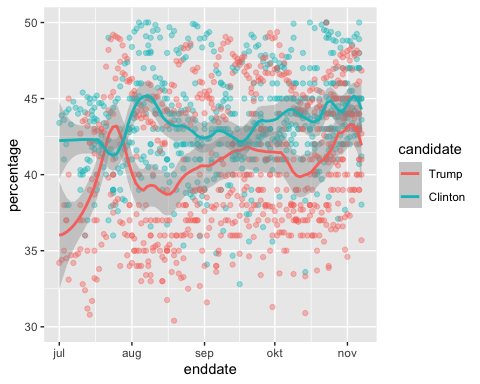 50
45
40
35
30
percentage
jul
aug
sep
okt
nov
enddate
candidate
Trump
Clinton